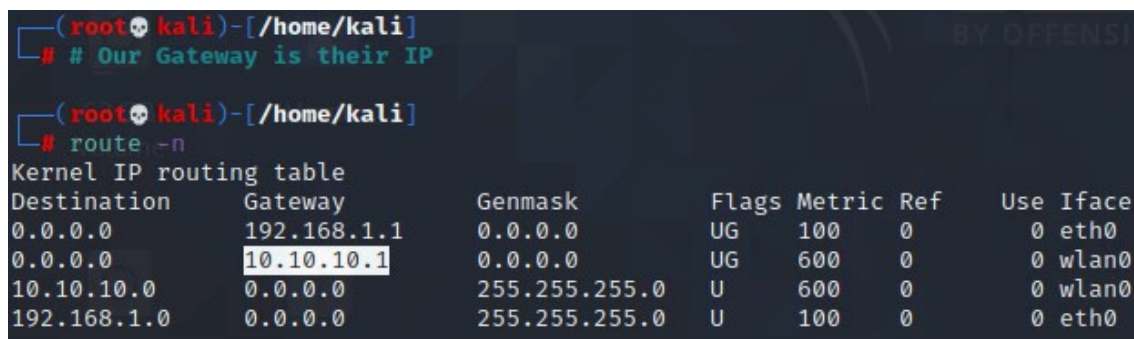 (root💀kali)-[/home/kali]
# # Our Gateway is their IP
BY OFFENSI
(root💀kali)-[/home/kali]
# route -n
Kernel IP routing table
Destination Gateway Genmask Flags Metric Ref Use Iface
0.0.0.0 192.168.1.1 0.0.0.0 UG 100 0 0 eth0
0.0.0.0 10.10.10.1 0.0.0.0 UG 600 0 0 wlan0
10.10.10.0 0.0.0.0 255.255.255.0 U 600 0 0 wlan0
192.168.1.0 0.0.0.0 255.255.255.0 U 100 0 0 eth0